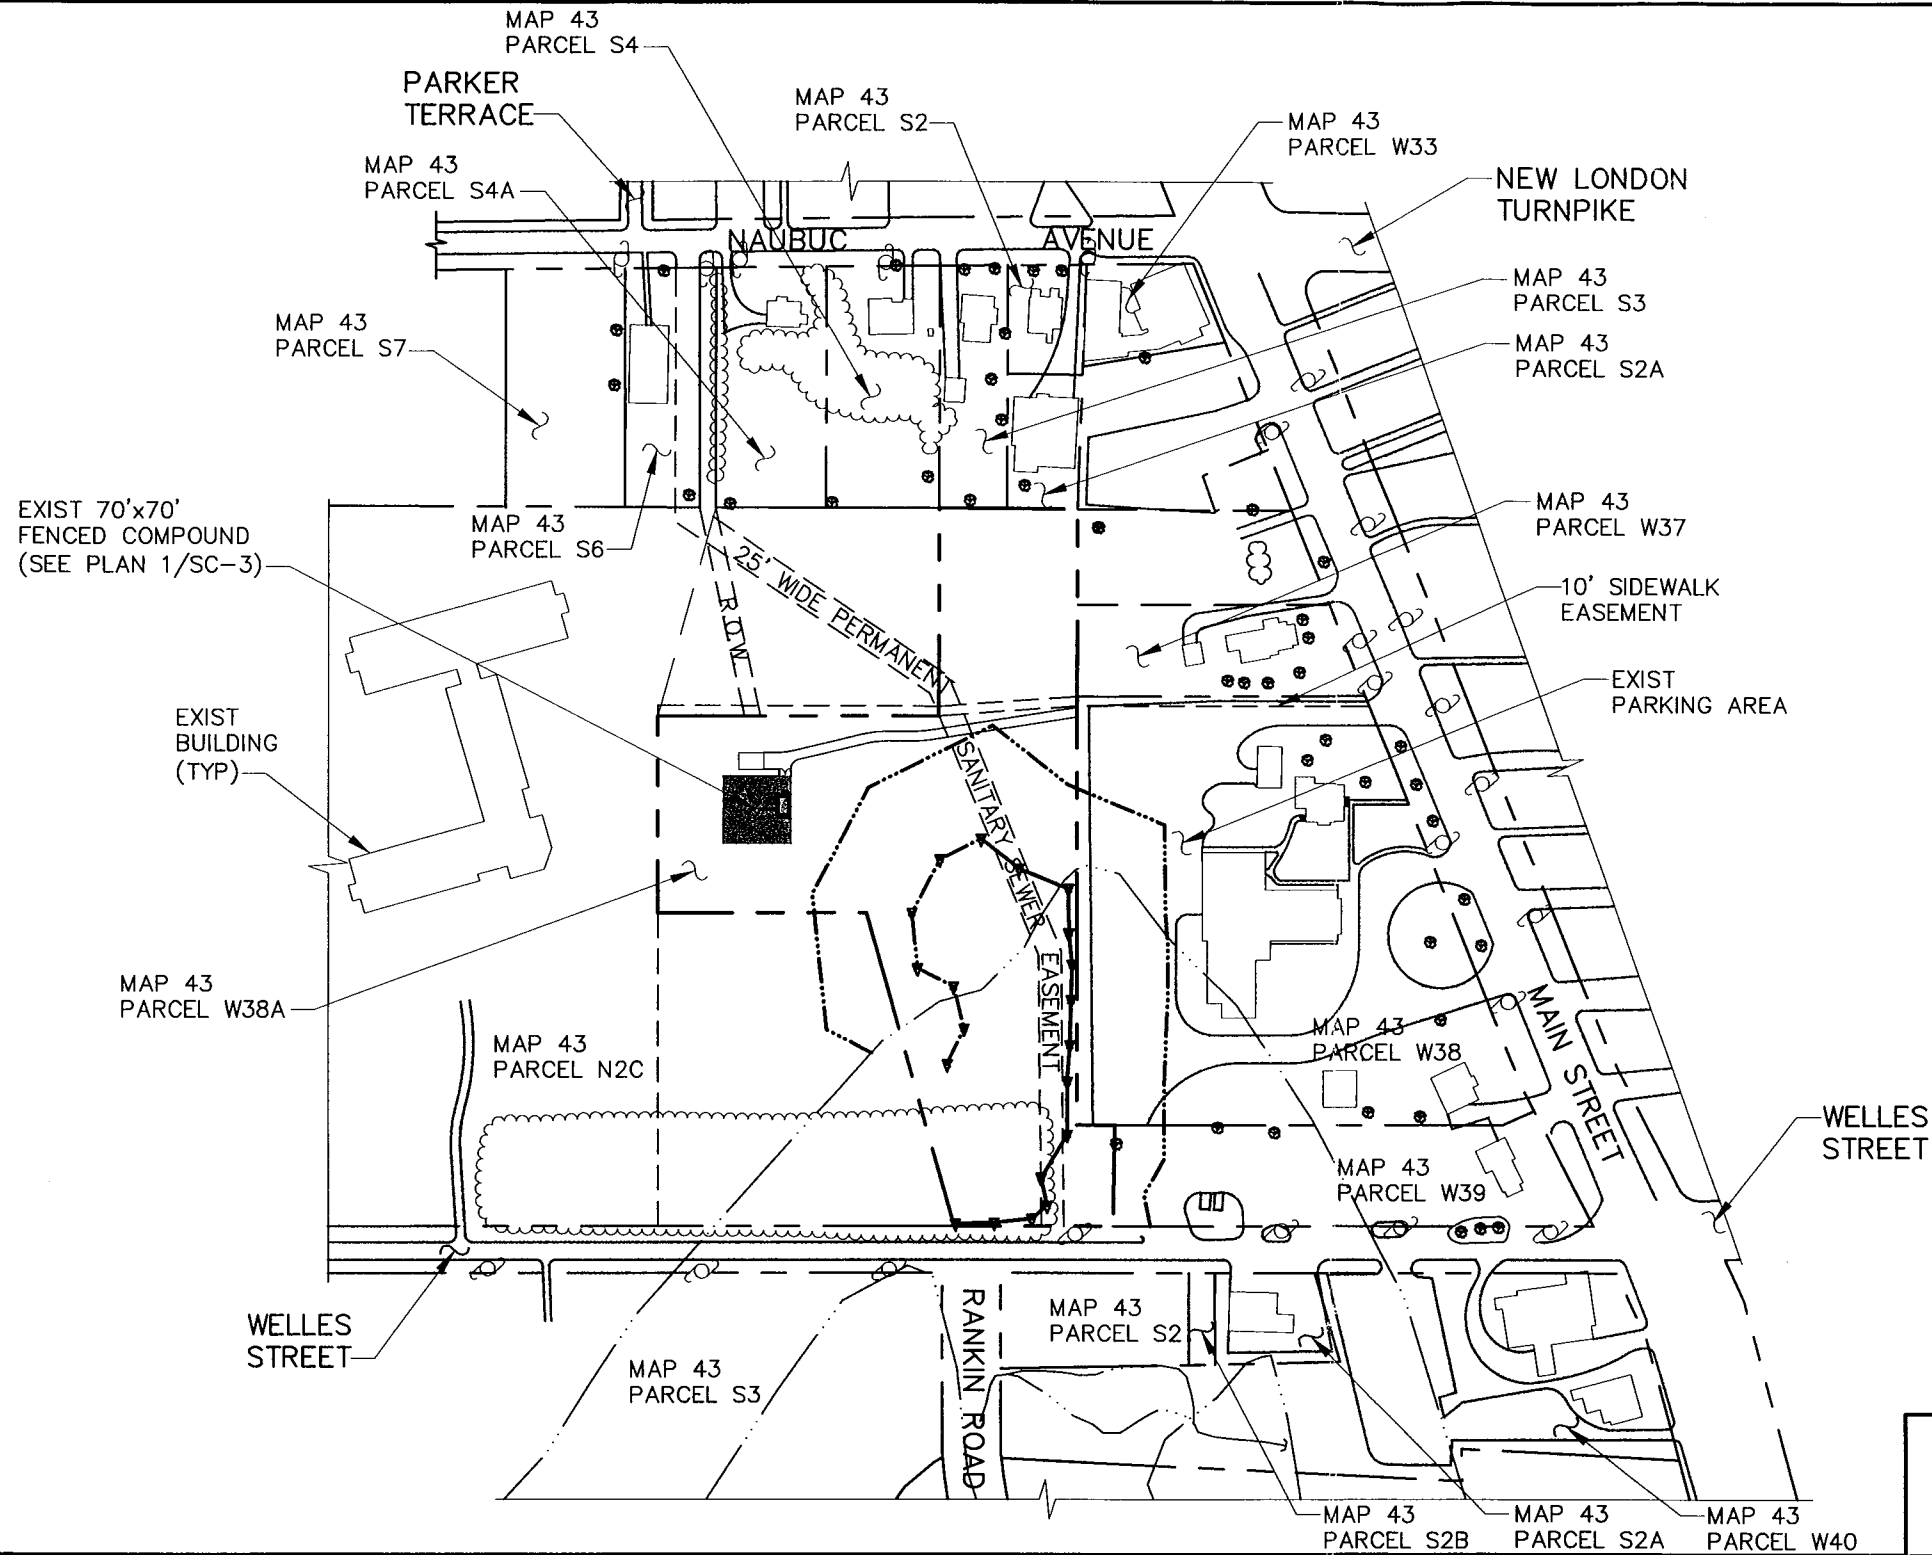 MAP 43
PARCEL S4
PARKER
TERRACE
MAP 43
PARCEL S2
MAP 43
PARCEL W33
MAP 43
PARCEL S4A
NEW LONDON
TURNPIKE
NAUBUC AVENUE
MAP 43
PARCEL S3
MAP 43
PARCEL S7
MAP 43
PARCEL S2A
EXIST 70'x70'
FENCED COMPOUND
(SEE PLAN 1/SC-3)
MAP 43
PARCEL S6
MAP 43
PARCEL W37
25' WIDE PERMANENT
SANITARY SEWER
EASEMENT
R.O.W
10' SIDEWALK
EASEMENT
EXIST
PARKING AREA
EXIST
BUILDING
(TYP)
MAP 43
PARCEL W38A
MAP 43
PARCEL N2C
MAP 43
PARCEL W38
MAIN STREET
WELLES
STREET
MAP 43
PARCEL W39
WELLES
STREET
MAP 43
PARCEL S3
RANKIN ROAD
MAP 43
PARCEL S2
MAP 43
PARCEL S2B
MAP 43
PARCEL S2A
MAP 43
PARCEL W40